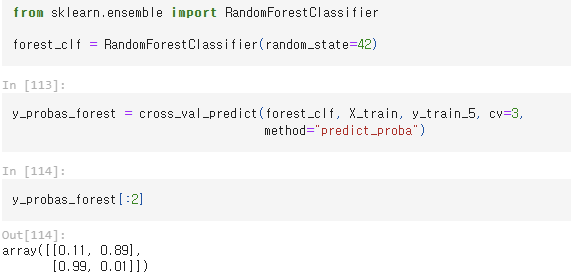 from sklearn.ensemble import RandomForestClassifier
forest_clf = RandomForestClassifier(random_state=42)
In [113]:
y_probas_forest = cross_val_predict(forest_clf, X_train, y_train_5, cv=3,
method="predict_proba")
In [114]:
y_probas_forest[:2]
Out[114]:
array([[0.11, 0.89],
[0.99, 0.01]])